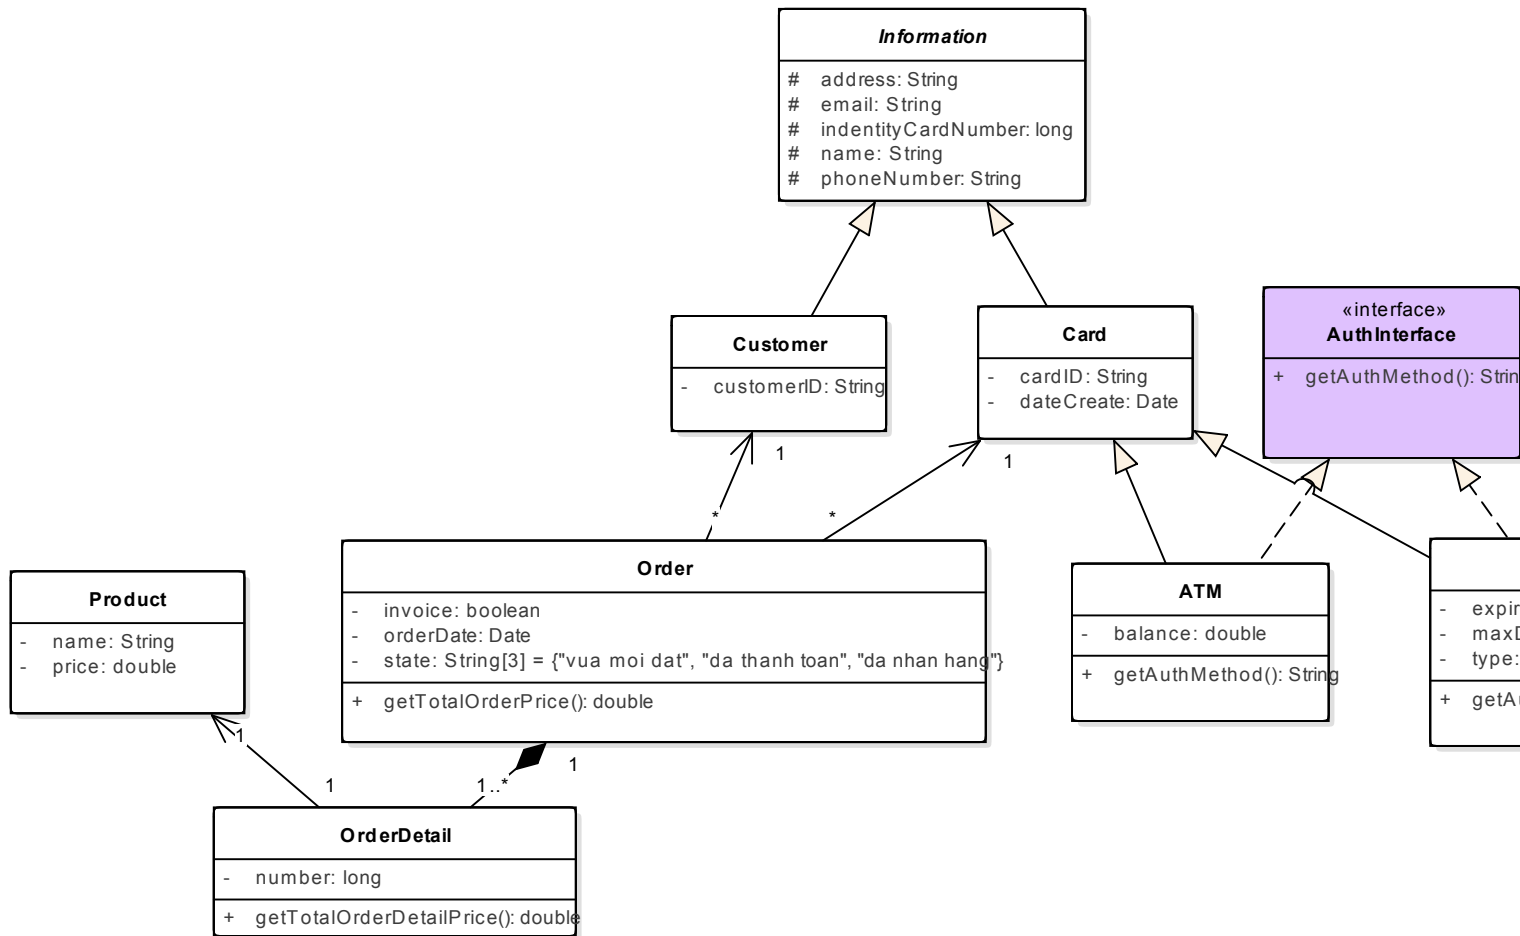 Information
# address: String
# email: String
# indentityCardNumber: long
# name: String
# phoneNumber: String
Customer
- customerID: String
Card
- cardID: String
- dateCreate: Date
«interface»
AuthInterface
+ getAuthMethod(): Strin
1
1
*
*
Product
- name: String
- price: double
Order
- invoice: boolean
- orderDate: Date
- state: String[3] = {"vua moi dat", "da thanh toan", "da nhan hang"}
+ getTotalOrderPrice(): double
ATM
- balance: double
+ getAuthMethod(): String
- expir
- maxD
- type:
+ getAu
1
1
1..*
1
OrderDetail
- number: long
+ getTotalOrderDetailPrice(): double